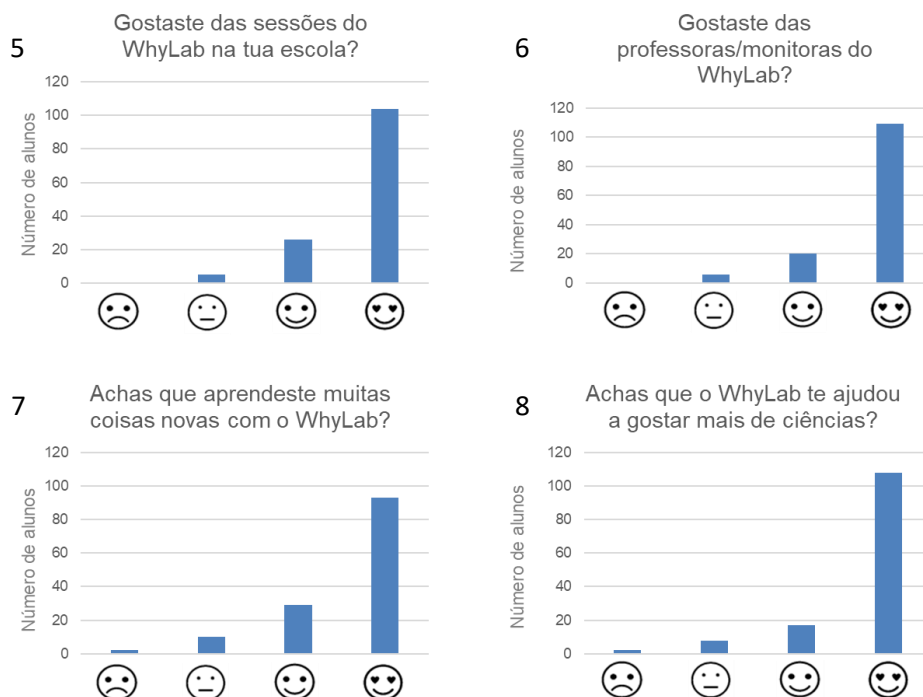 5
Gostaste das sessões do
WhyLab na tua escola?
Número de alunos
120
100
80
60
40
20
0
6
Gostaste das
professoras/monitoras do
WhyLab?
Número de alunos
120
100
80
60
40
20
0
7
Achas que aprendeste muitas
coisas novas com o WhyLab?
Número de alunos
120
100
80
60
40
20
0
8
Achas que o WhyLab te ajudou
a gostar mais de ciências?
Número de alunos
120
100
80
60
40
20
0